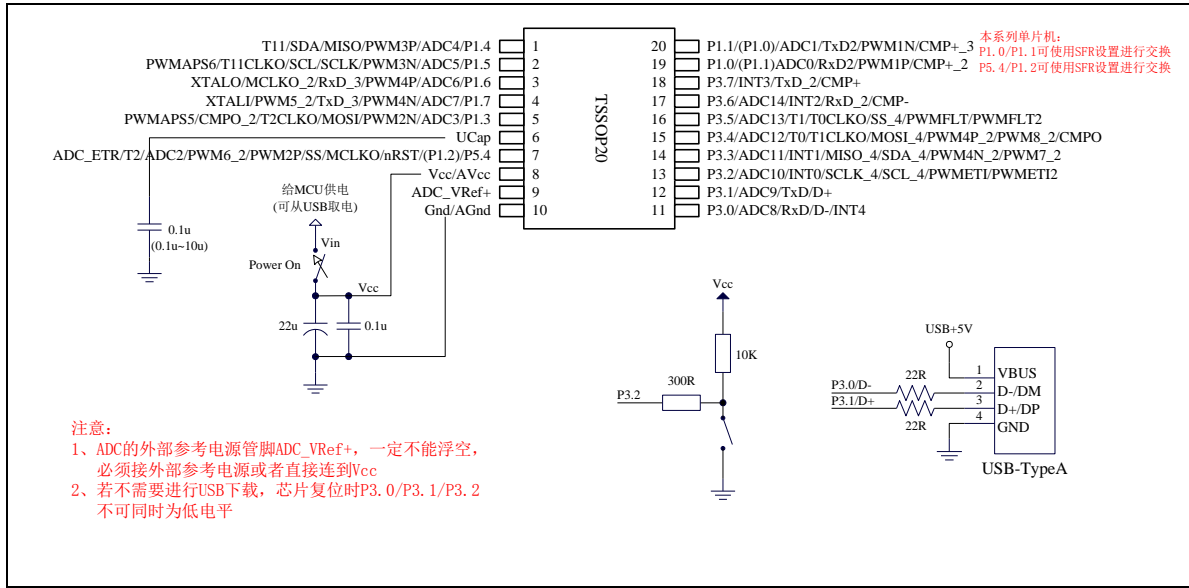 T11/SDA/MISO/PWM3P/ADC4/P1.4
PWMAPS6/T11CLKO/SCL/SCLK/PWM3N/ADC5/P1.5
XTALO/MCLKO_2/RxD_3/PWM4P/ADC6/P1.6
XTALI/PWM5_2/TxD_3/PWM4N/ADC7/P1.7
PWMAPS5/CMPO_2/T2CLKO/MOSI/PWM2N/ADC3/P1.3
UCap
ADC_ETR/T2/ADC2/PWM6_2/PWM2P/SS/MCLKO/nRST/(P1.2)/P5.4
Vcc/AVcc
ADC_VRef+
Gnd/AGnd
1
2
3
4
5
6
7
8
9
10
TSSOP20
20
19
18
17
16
15
14
13
12
11
P1.1/(P1.0)/ADC1/TxD2/PWM1N/CMP+_3
P1.0/(P1.1)ADC0/RxD2/PWM1P/CMP+_2
P3.7/INT3/TxD_2/CMP+
P3.6/ADC14/INT2/RxD_2/CMP-
P3.5/ADC13/T1/T0CLKO/SS_4/PWMFLT/PWMFLT2
P3.4/ADC12/T0/T1CLKO/MOSI_4/PWM4P_2/PWM8_2/CMPO
P3.3/ADC11/INT1/MISO_4/SDA_4/PWM4N_2/PWM7_2
P3.2/ADC10/INT0/SCLK_4/SCL_4/PWMETI/PWMETI2
P3.1/ADC9/TxD/D+
P3.0/ADC8/RxD/D-/INT4
本系列单片机:
P1.0/P1.1可使用SFR设置进行交换
P5.4/P1.2可使用SFR设置进行交换
0.1u
(0.1u~10u)
给MCU供电
(可从USB取电)
Vin
Power On
Vcc
22u
0.1u
Vcc
10K
300R
P3.2
USB+5V
P3.0/D-
P3.1/D+
22R
22R
1
2
3
4
VBUS
D-/DM
D+/DP
GND
USB-TypeA
注意:
1、ADC的外部参考电源管脚ADC_VRef+，一定不能浮空，
必须接外部参考电源或者直接连到Vcc
2、若不需要进行USB下载，芯片复位时P3.0/P3.1/P3.2
不可同时为低电平